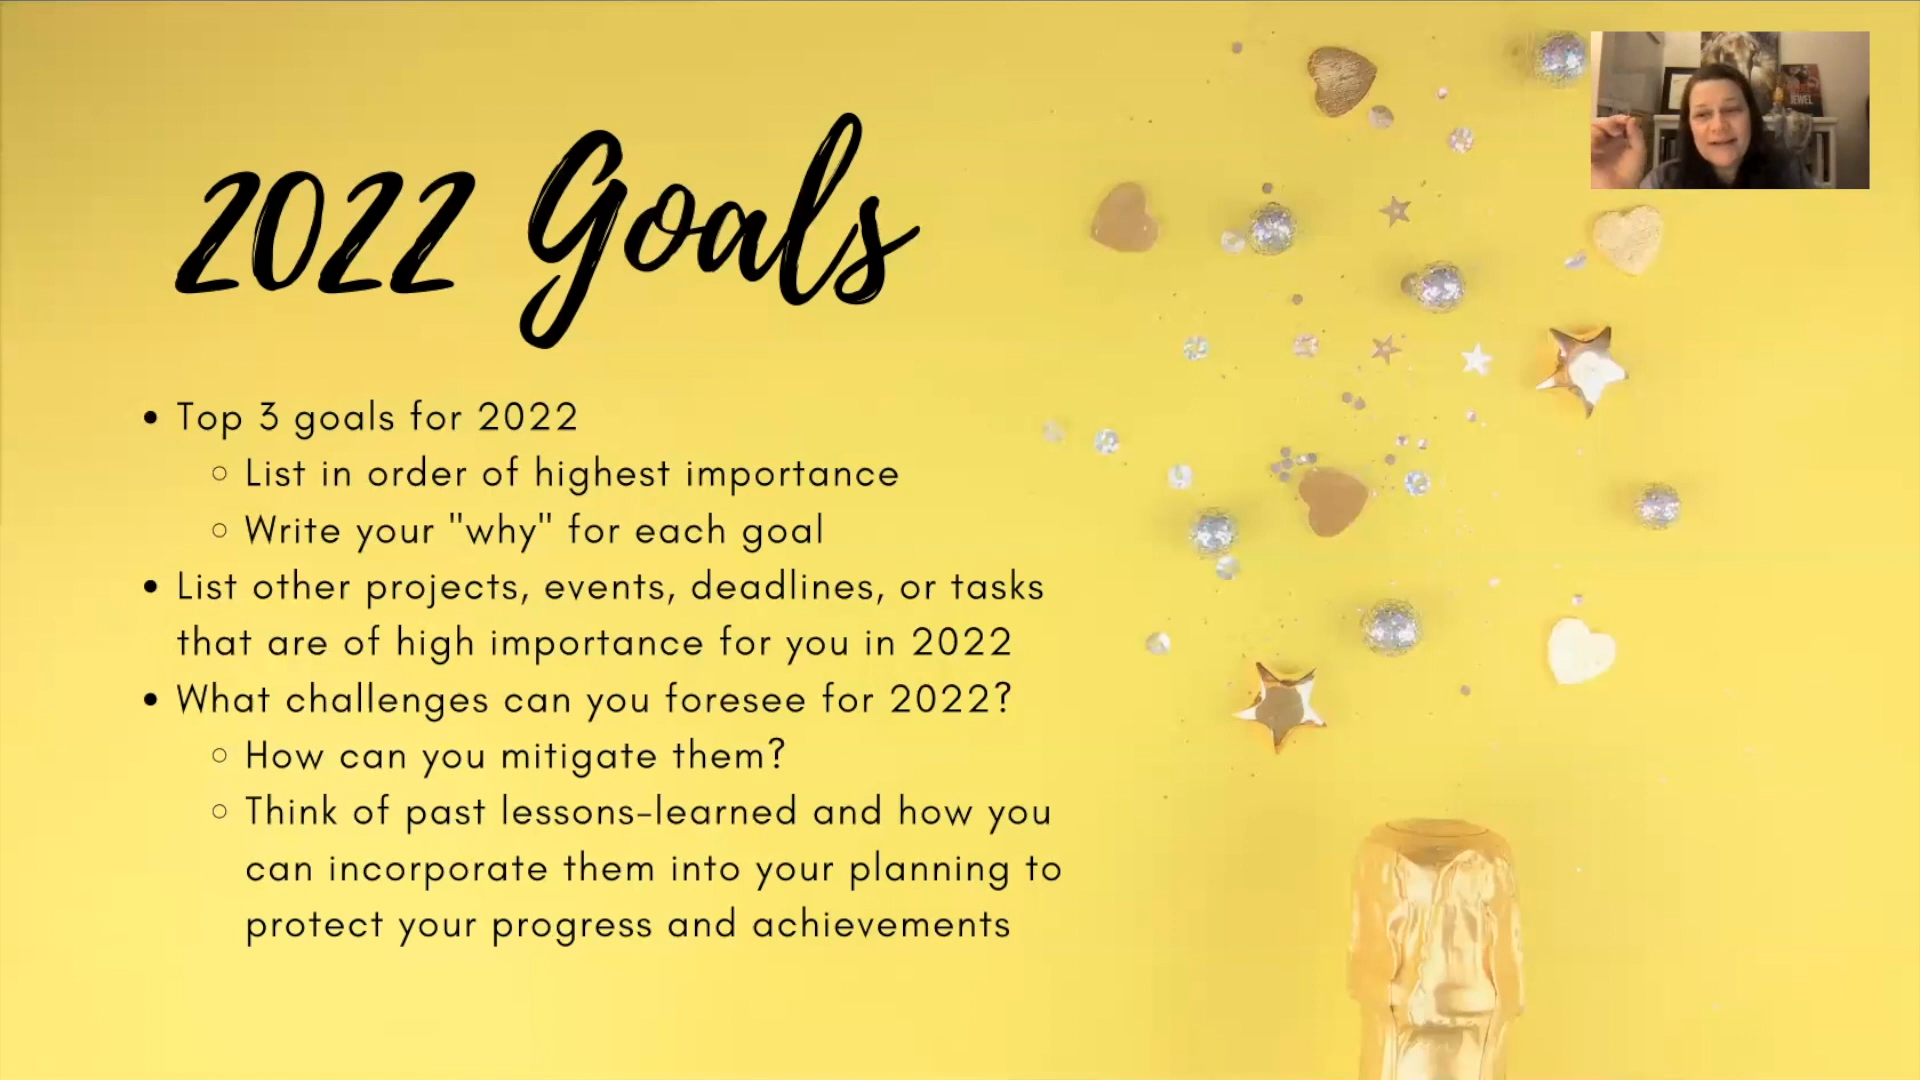 2022 Goals
JEWEL
• Top 3 goals for 2022
○ List in order of highest importance
○ Write your "why" for each goal
• List other projects, events, deadlines, or tasks
that are of high importance for you in 2022
• What challenges can you foresee for 2022?
○ How can you mitigate them?
○ Think of past lessons-learned and how you
can incorporate them into your planning to
protect your progress and achievements